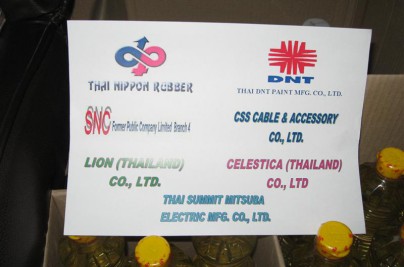 THAI NIPPON RUBBER
DNT
THAI DNT PAINT MFG. CO., LTD.
SNC Former Public Company Limited Branch 4
CSS CABLE & ACCESSORY
CO., LTD.
LION (THAILAND)
CO., LTD.
CELESTICA (THAILAND)
CO., LTD
THAI SUMMIT MITSUBA
ELECTRIC MFG. CO., LTD.